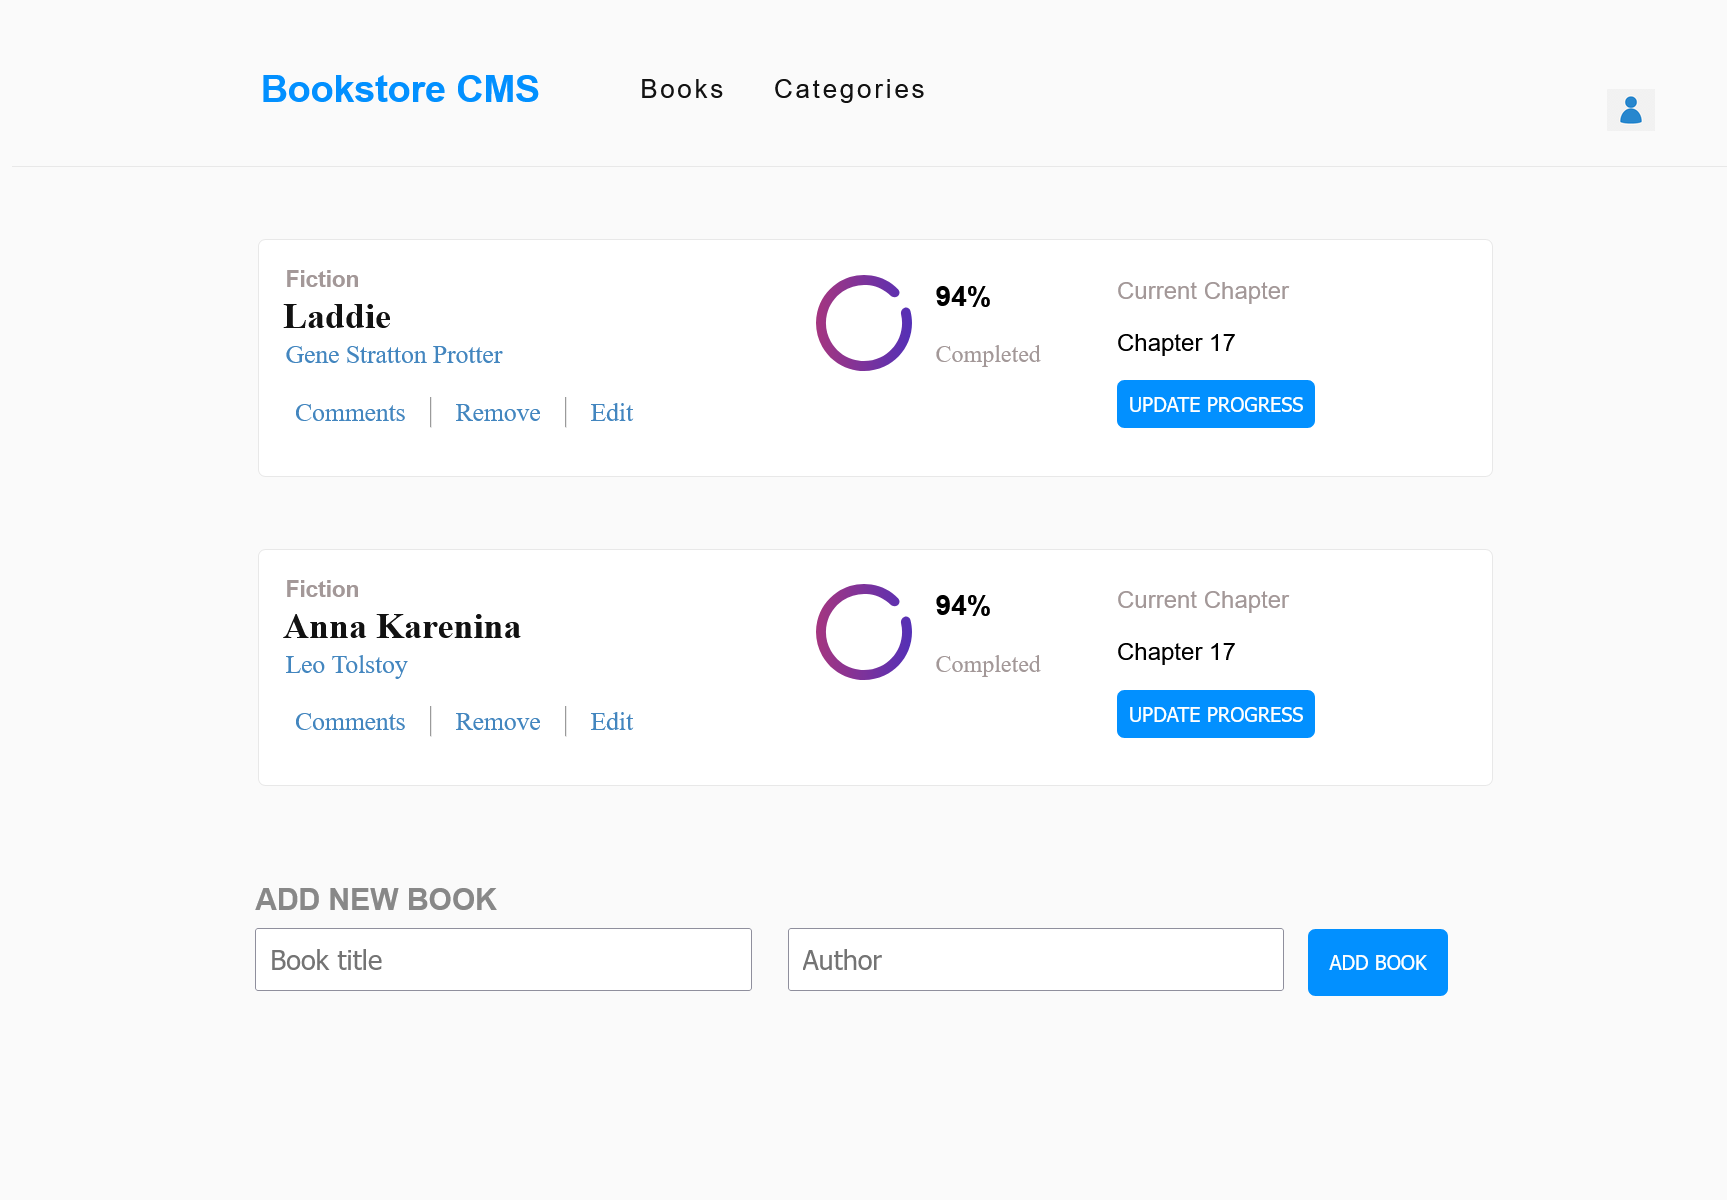 Bookstore CMS Books Categories
Fiction
Laddie
Gene Stratton Protter
Comments Remove Edit
94%
Completed
Current Chapter
Chapter 17
UPDATE PROGRESS
Fiction
Anna Karenina
Leo Tolstoy
Comments Remove Edit
94%
Completed
Current Chapter
Chapter 17
UPDATE PROGRESS
ADD NEW BOOK
Book title Author ADD BOOK